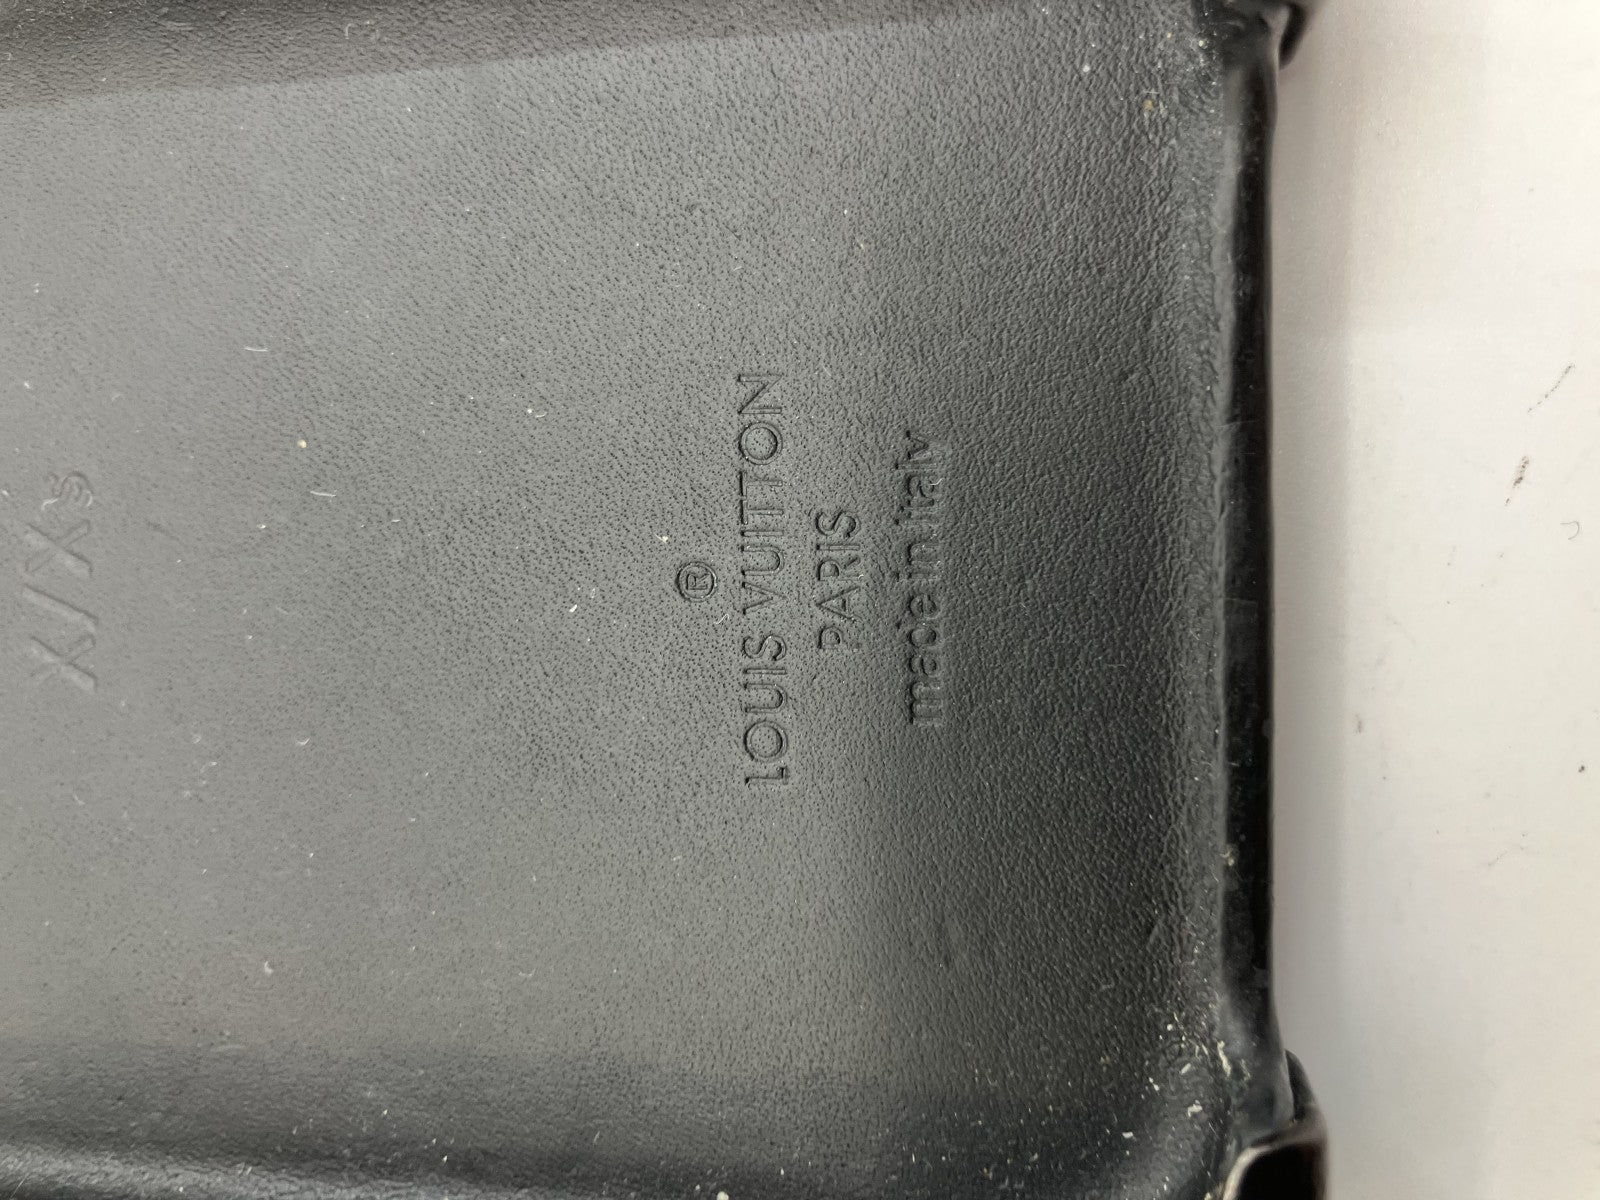 X/Xs
®
LOUIS VUITTON
PARIS
made in Italy